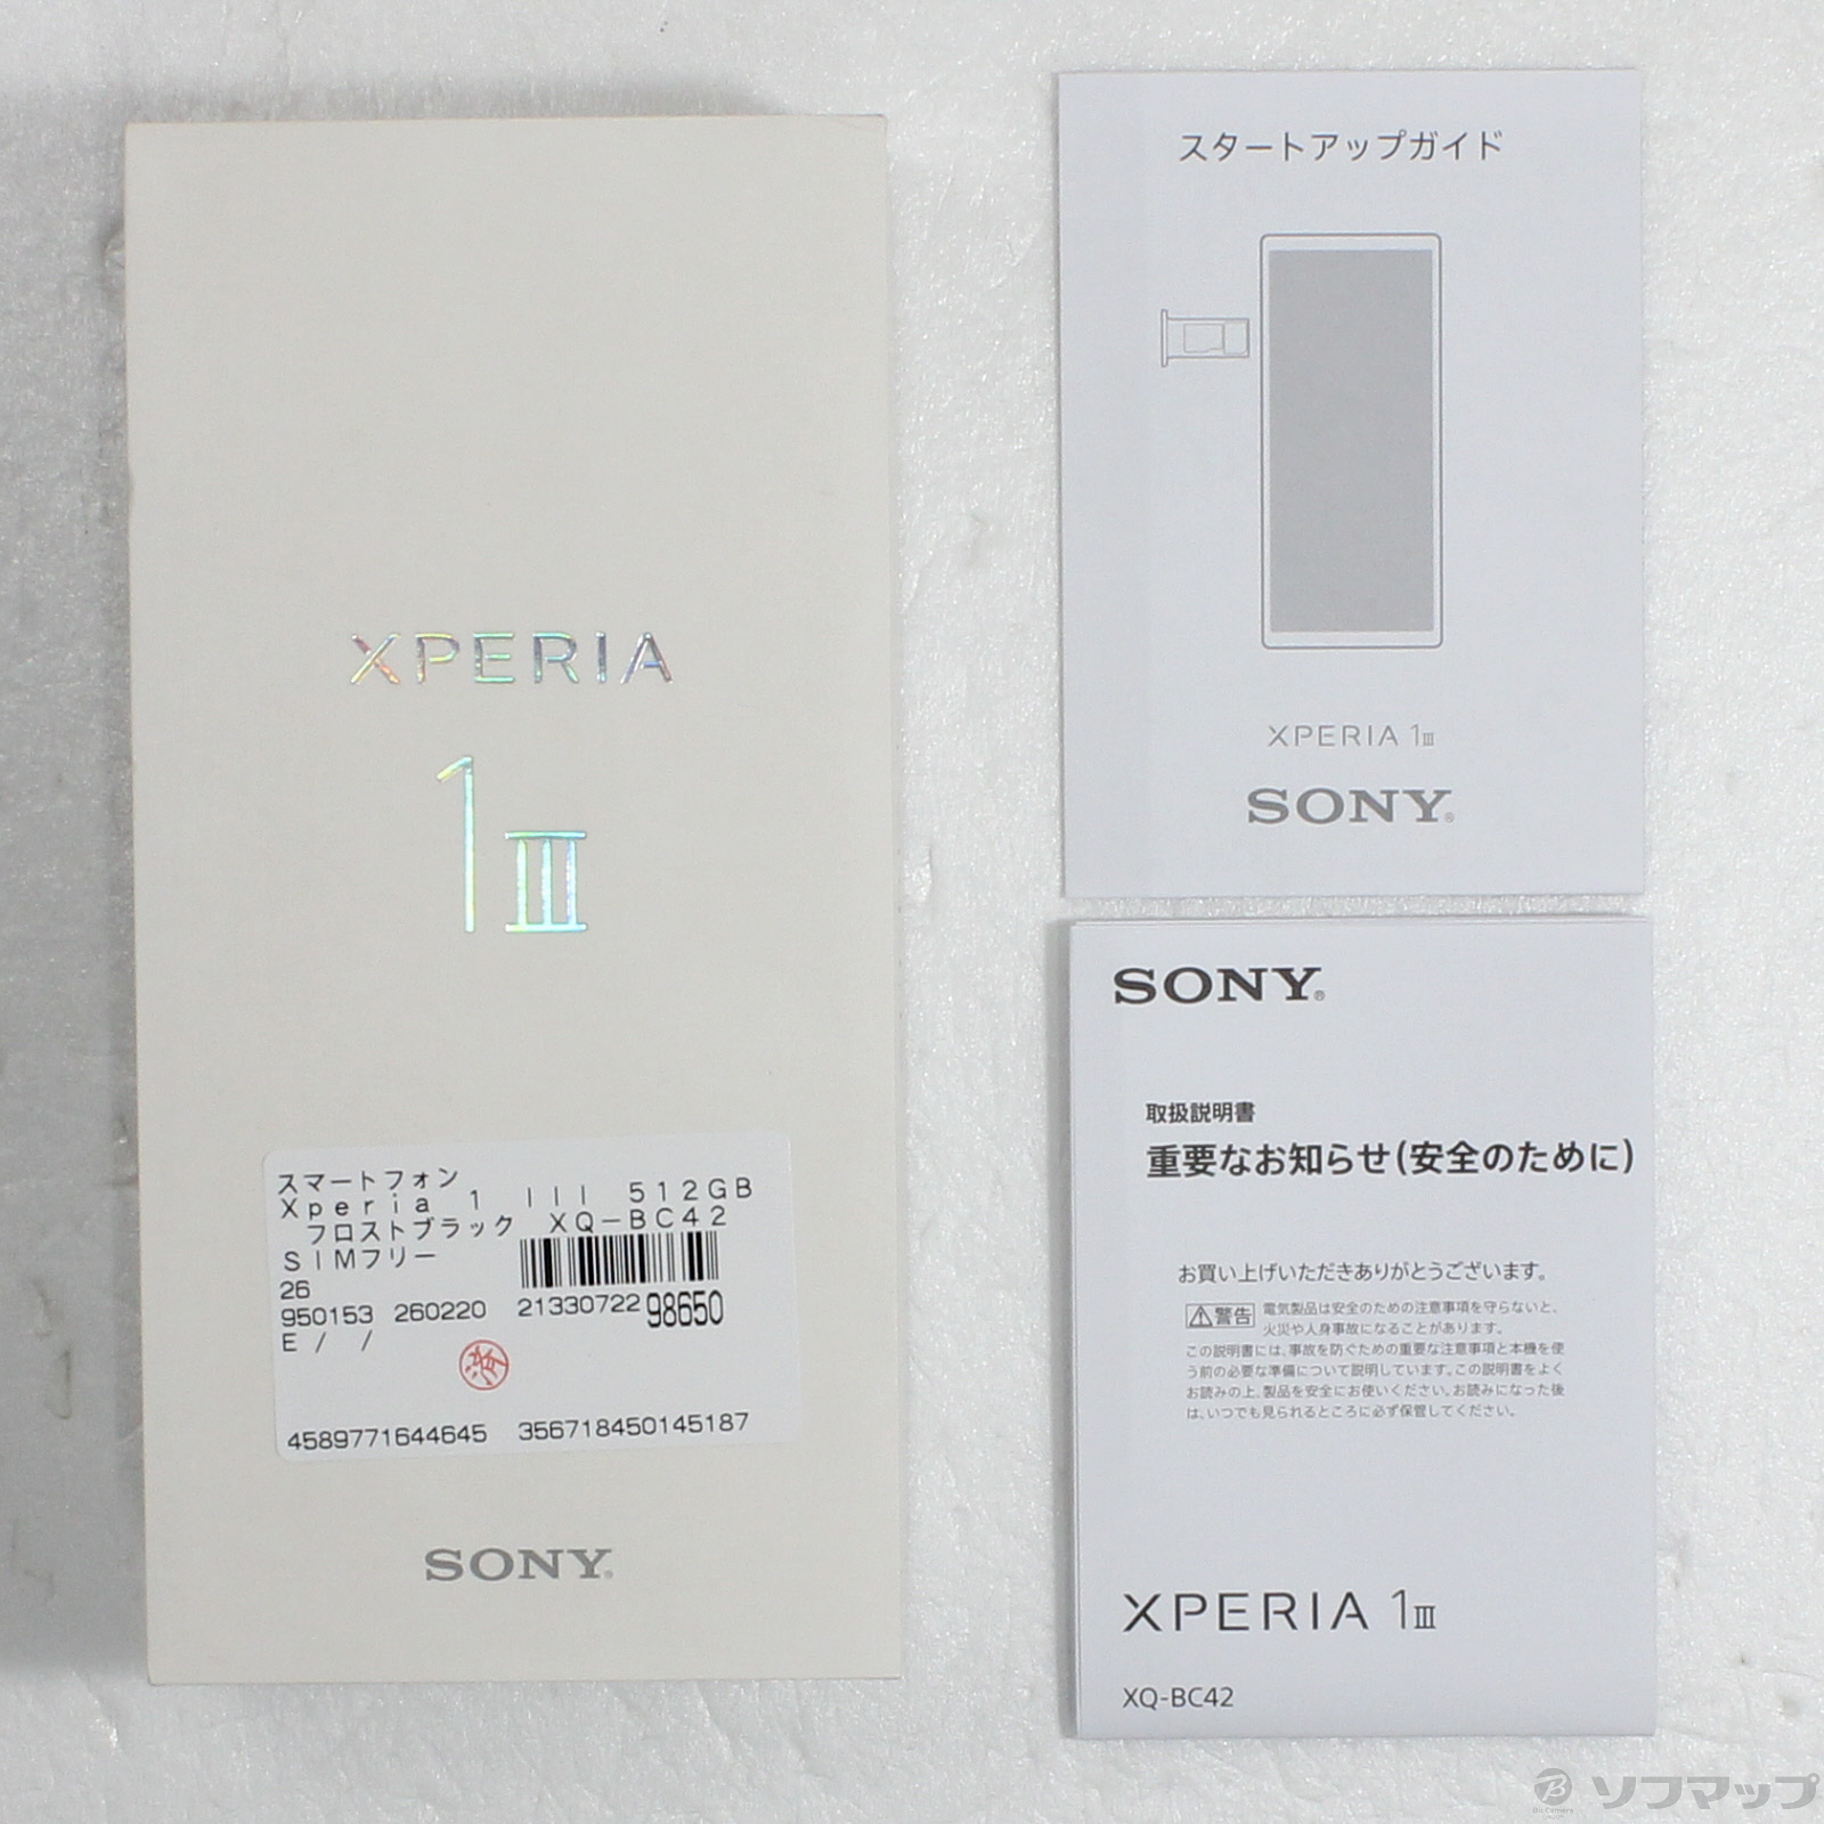 XPERIA
1III
スマートフォン
Xperia 1 III 512GB
フロストブラック XQ-BC42
SIMフリー
26
950153 260220 2133072298650
E / /
済
4589771644645 356718450145187
SONY
スタートアップガイド
XPERIA 1III
SONY®
SONY®
取扱説明書
重要なお知らせ(安全のために)
お買い上げいただきありがとうございます。
警告 電気製品は安全のための注意事項を守らないと、
火災や人身事故になることがあります。
この説明書には、事故を防ぐための重要な注意事項と本機を使
う前の必要な準備について説明しています。この説明書をよく
お読みの上、製品を安全にお使いください。お読みになった後
は、いつでも見られるところに必ず保管してください。
XPERIA 1III
XQ-BC42
Bic Camera
ソフマップ